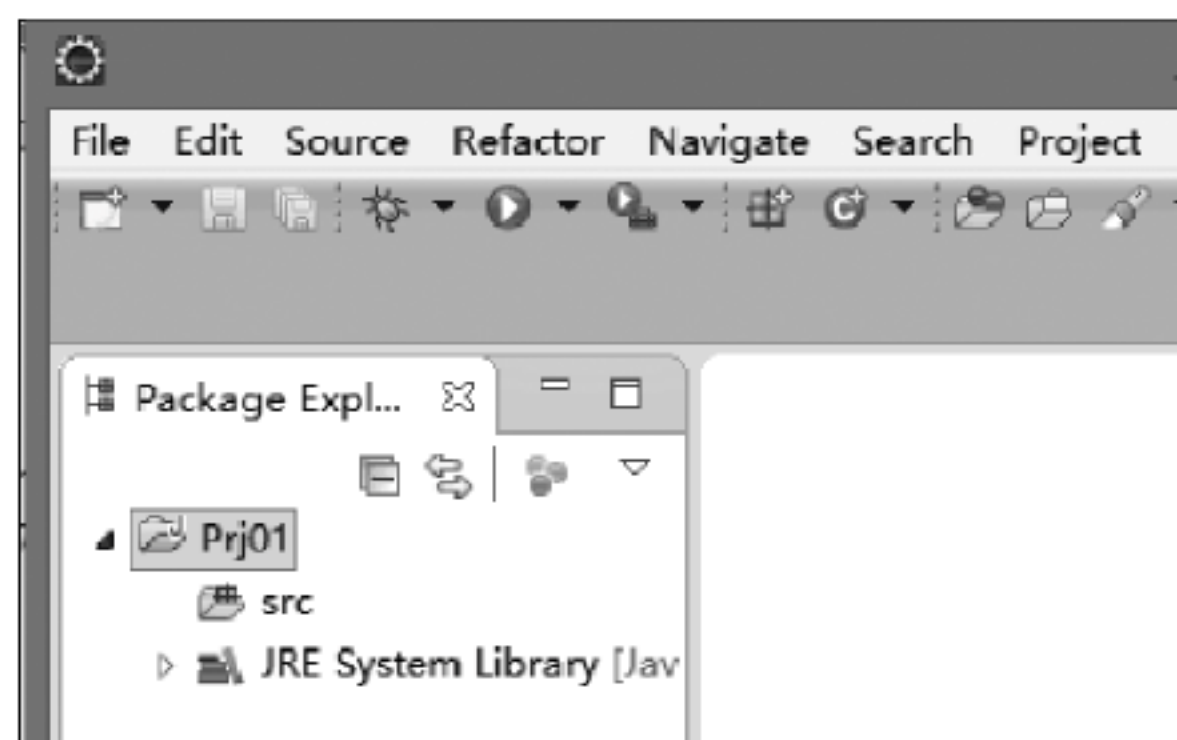 File Edit Source Refactor Navigate Search Project
Package Expl...
Prj01
src
JRE System Library [Jav